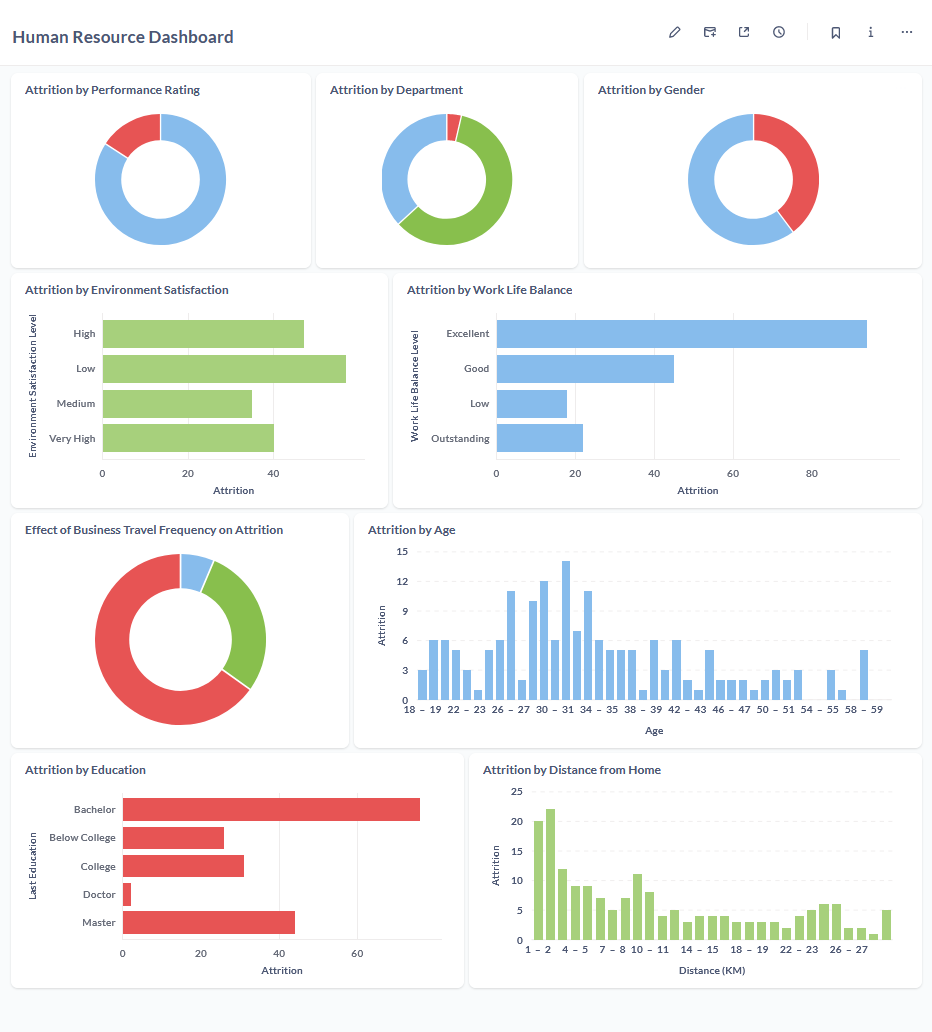 Human Resource Dashboard
Attrition by Performance Rating
Attrition by Department
Attrition by Gender
Attrition by Environment Satisfaction
Environment Satisfaction Level
High
Low
Medium
Very High
0 20 40
Attrition
Attrition by Work Life Balance
Work Life Balance Level
Excellent
Good
Low
Outstanding
0 20 40 60 80
Attrition
Effect of Business Travel Frequency on Attrition
Attrition by Age
Attrition
15
12
9
6
3
0
18 – 19 22 – 23 26 – 27 30 – 31 34 – 35 38 – 39 42 – 43 46 – 47 50 – 51 54 – 55 58 – 59
Age
Attrition by Education
Last Education
Bachelor
Below College
College
Doctor
Master
0 20 40 60
Attrition
Attrition by Distance from Home
Attrition
25
20
15
10
5
0
1 – 2 4 – 5 7 – 8 10 – 11 14 – 15 18 – 19 22 – 23 26 – 27
Distance (KM)